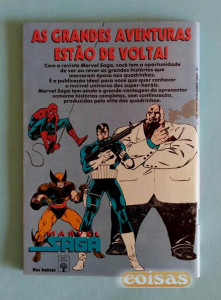 AS GRANDES AVENTURAS
ESTÃO DE VOLTA!
Com a revista Marvel Saga, você tem a oportunidade
de ver ou rever as grandes histórias que
marcaram época nos quadrinhos.
É a publicação ideal para você que quer conhecer
o incrível universo dos super-heróis.
Marvel Saga tem ainda a grande vantagem de apresentar
somente histórias completas, sem continuação,
produzidas pela elite dos quadrinhos.
MARVEL
SAGA
Nas bancas
coisas